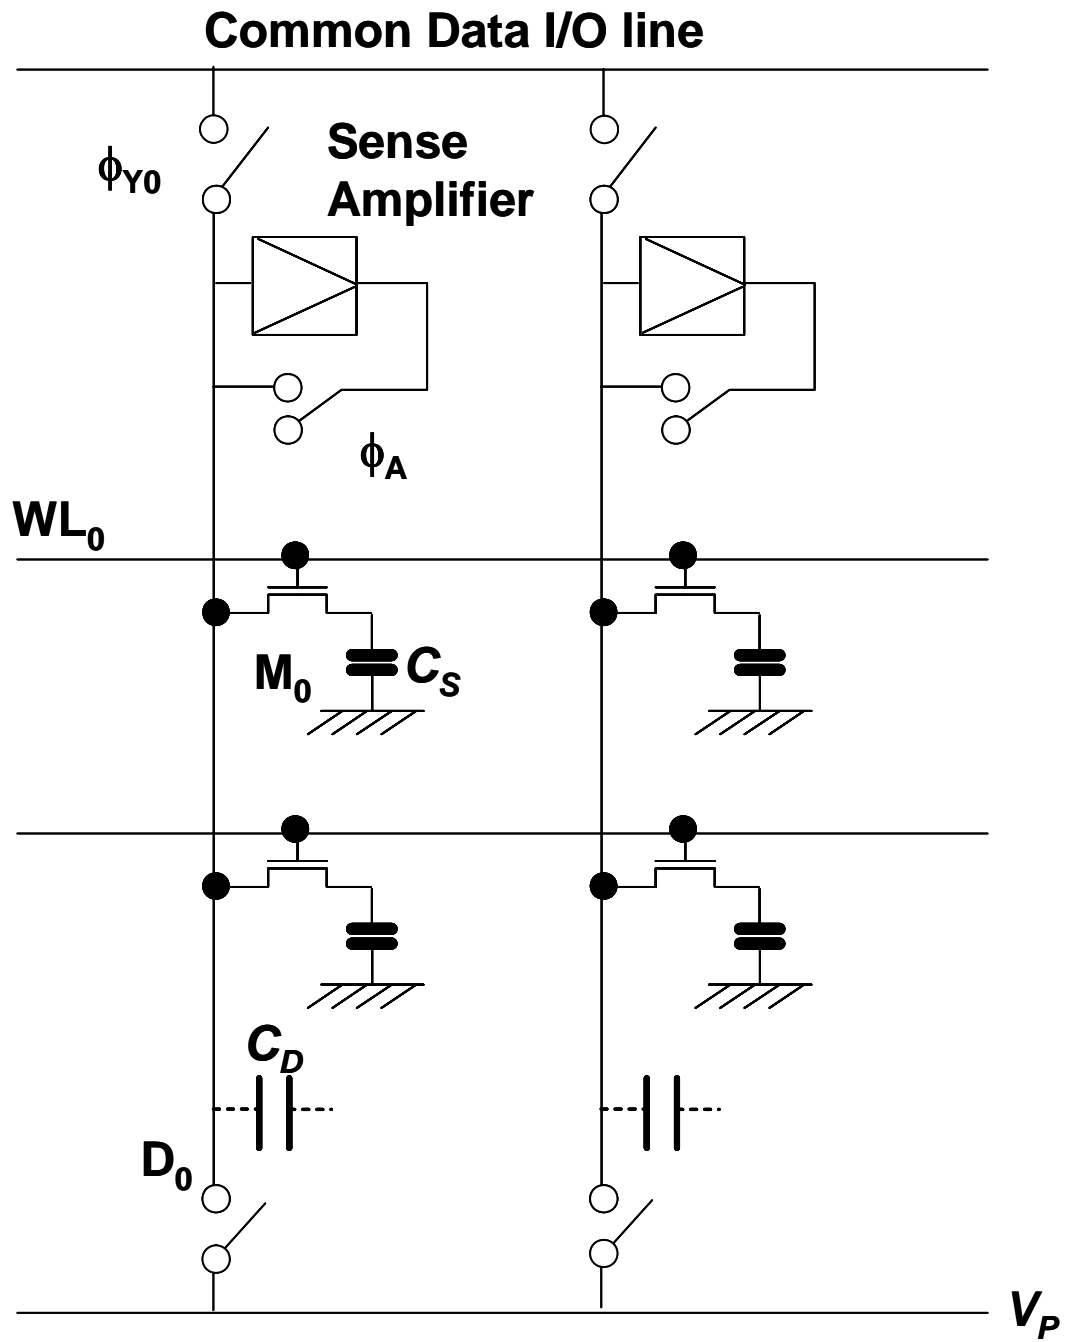 Common Data I/O line
Sense
Amplifier
ϕY0
ϕA
WL0
M0
CS
CD
D0
VP